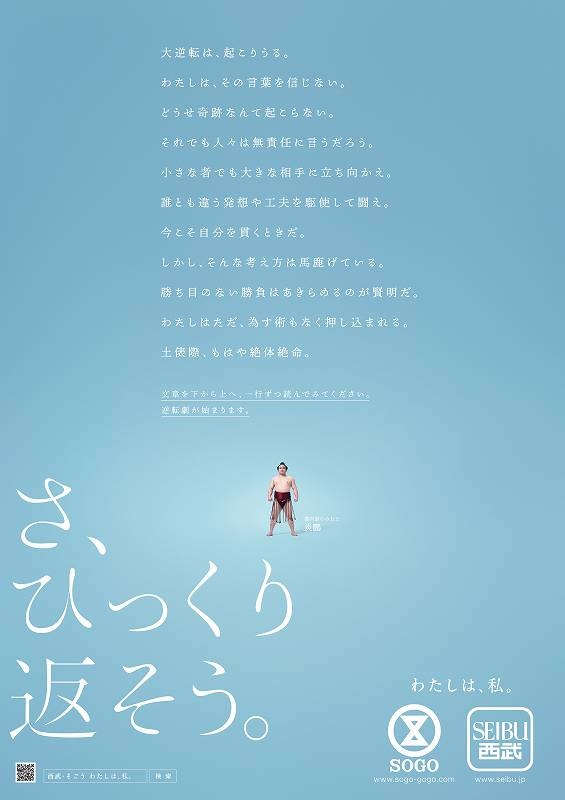 大逆転は、起こりうる。
わたしは、その言葉を信じない。
どうせ奇跡なんて起こらない。
それでも人々は無責任に言うだろう。
小さな者でも大きな相手に立ち向かえ。
誰とも違う発想や工夫を駆使して闘え。
今こそ自分を貫くときだ。
しかし、そんな考え方は馬鹿げている。
勝ち目のない勝負はあきらめるのが賢明だ。
わたしはただ、為す術もなく押し込まれる。
土俵際、もはや絶体絶命。
文章を下から上へ、一行ずつ読んでみてください。
逆転劇が始まります。
炎鵬
さ、
ひっくり
返そう。
わたしは、私。
SOGO
www.sogo-gogo.com
SEIBU
西武
www.seibu.jp
西武・そごう わたしは、私。
検索